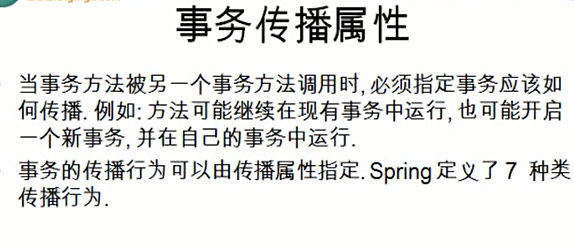 事务传播属性
当事务方法被另一个事务方法调用时, 必须指定事务应该如
何传播. 例如: 方法可能继续在现有事务中运行, 也可能开启
一个新事务, 并在自己的事务中运行.
事务的传播行为可以由传播属性指定. Spring 定义了 7 种类
传播行为.